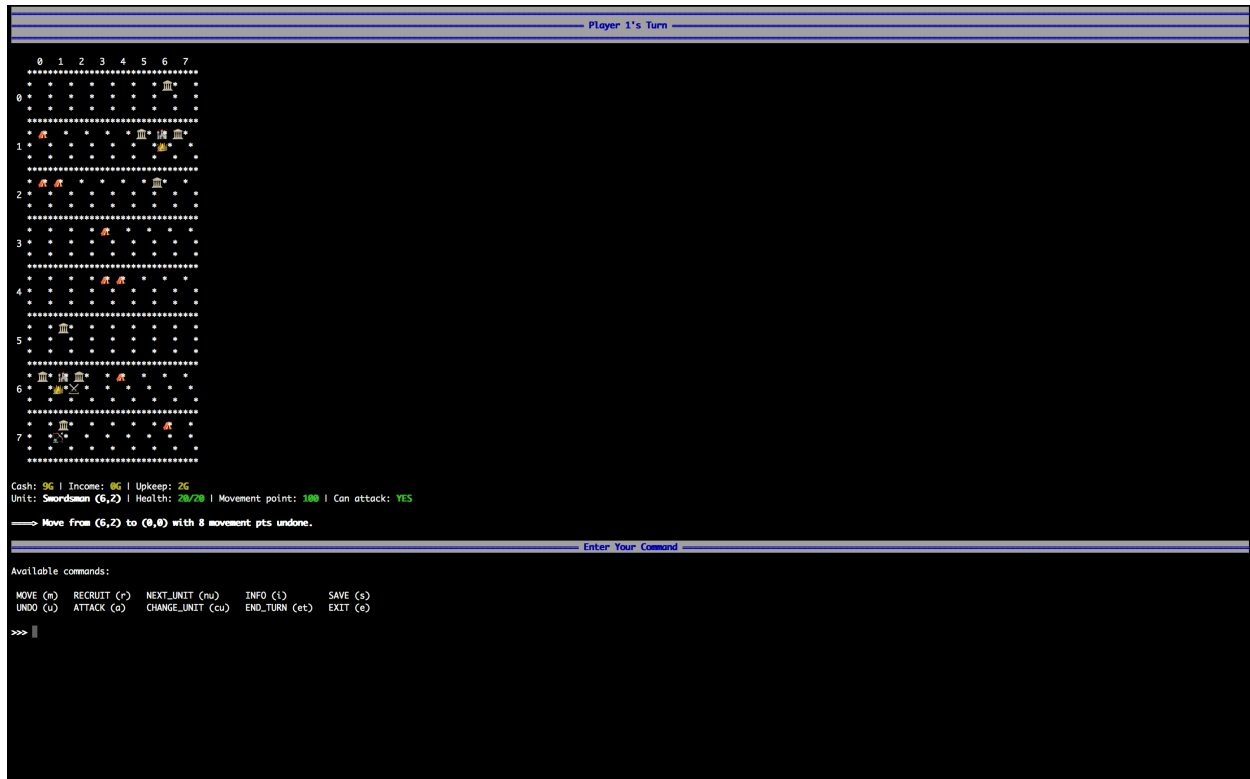 Player 1's Turn
0 1 2 3 4 5 6 7
0
1
2
3
4
5
6
7
Cash: 9G | Income: 0G | Upkeep: 2G
Unit: Swordsman (6,2) | Health: 20/20 | Movement point: 100 | Can attack: YES
====> Move from (6,2) to (0,0) with 8 movement pts undone.
Enter Your Command
Available commands:
MOVE (m) RECRUIT (r) NEXT_UNIT (nu) INFO (i) SAVE (s)
UNDO (u) ATTACK (a) CHANGE_UNIT (cu) END_TURN (et) EXIT (e)
>>>